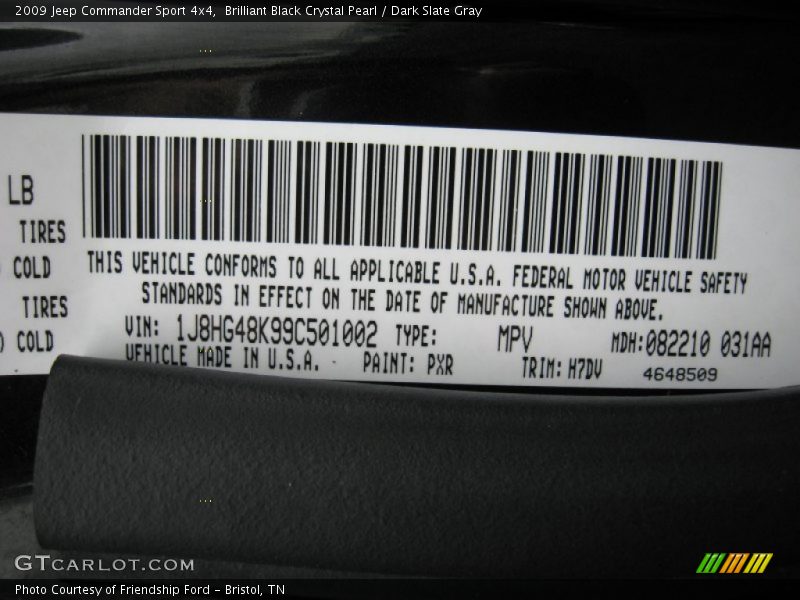 2009 Jeep Commander Sport 4x4,  Brilliant Black Crystal Pearl / Dark Slate Gray
LB
TIRES
COLD
TIRES
) COLD
THIS VEHICLE CONFORMS TO ALL APPLICABLE U.S.A. FEDERAL MOTOR VEHICLE SAFETY
STANDARDS IN EFFECT ON THE DATE OF MANUFACTURE SHOWN ABOVE.
VIN: 1J8HG48K99C501002 TYPE: MPV MDH:082210 031AA
VEHICLE MADE IN U.S.A. PAINT: PXR TRIM: H7DV 4648509
GTCARLOT.COM
Photo Courtesy of Friendship Ford - Bristol, TN